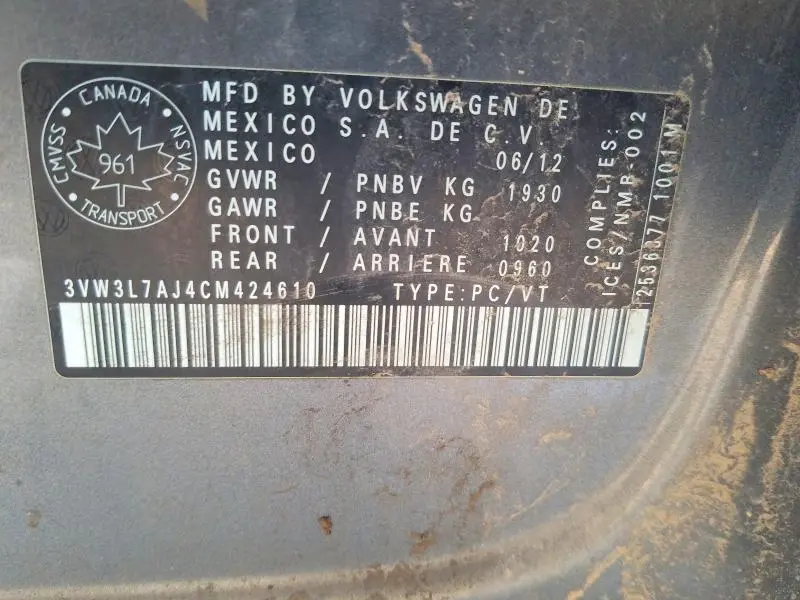 CANADA
CMVSS
NSVAC
961
TRANSPORT
MFD BY VOLKSWAGEN DE
MEXICO S.A. DE C.V.
MEXICO 06/12
GVWR / PNBV KG 1930
GAWR / PNBE KG
FRONT / AVANT 1020
REAR / ARRIERE 0960
3VW3L7AJ4CM424610 TYPE:PC/VT
COMPLIES:
ICES/NMB-002
1001M